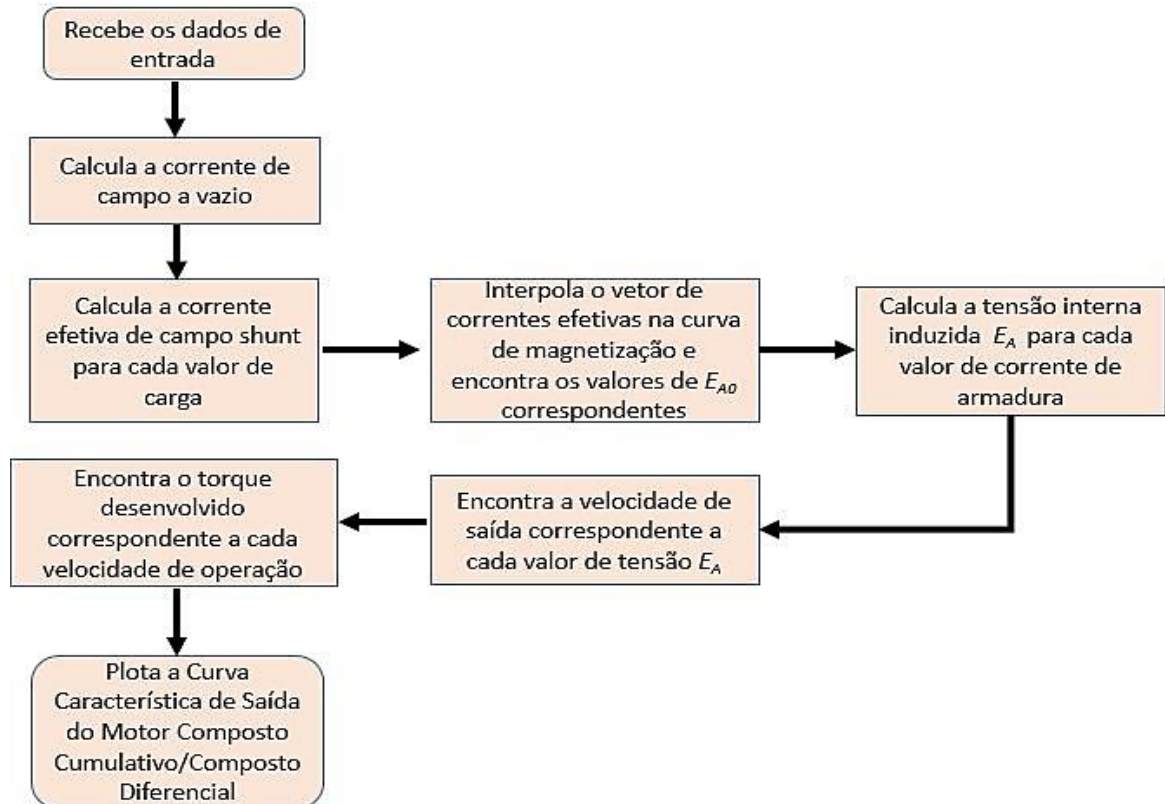 Recebe os dados de
entrada
Calcula a corrente de
campo a vazio
Calcula a corrente
efetiva de campo shunt
para cada valor de
carga
Interpola o vetor de
correntes efetivas na curva
de magnetização e
encontra os valores de E_A0
correspondentes
Calcula a tensão interna
induzida E_A para cada
valor de corrente de
armadura
Encontra a velocidade de
saída correspondente a
cada valor de tensão E_A
Encontra o torque
desenvolvido
correspondente a cada
velocidade de operação
Plota a Curva
Característica de Saída
do Motor Composto
Cumulativo/Composto
Diferencial